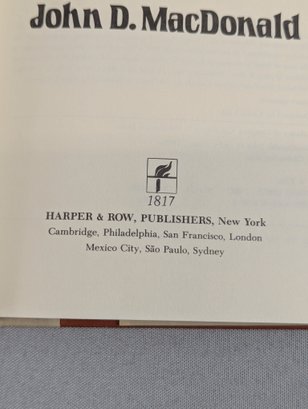 John D. MacDonald
1817
HARPER & ROW, PUBLISHERS, New York
Cambridge, Philadelphia, San Francisco, London
Mexico City, São Paulo, Sydney